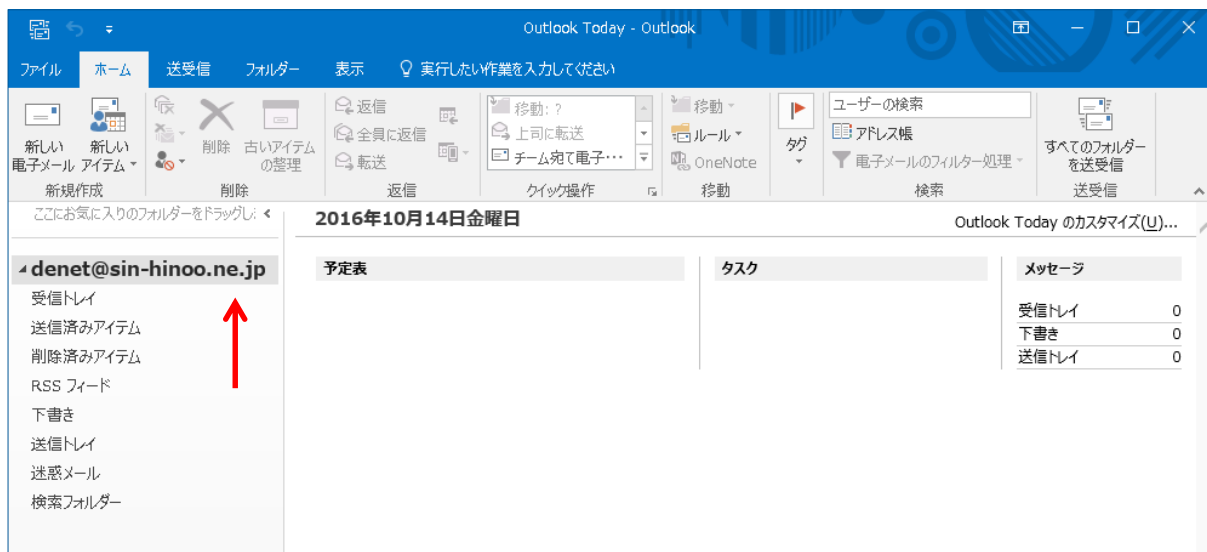 Outlook Today - Outlook
ファイル ホーム 送受信 フォルダー 表示 実行したい作業を入力してください
新しい
電子メール
新しい
アイテム
新規作成
削除
古いアイテム
の整理
削除
返信
全員に返信
転送
返信
移動: ?
上司に転送
チーム宛て電子…
クイック操作
移動
ルール
OneNote
移動
タグ
ユーザーの検索
アドレス帳
電子メールのフィルター処理
検索
すべてのフォルダー
を送受信
送受信
ここにお気に入りのフォルダーをドラッグし
denet@sin-hinoo.ne.jp
受信トレイ
送信済みアイテム
削除済みアイテム
RSS フィード
下書き
送信トレイ
迷惑メール
検索フォルダー
2016年10月14日金曜日
Outlook Today のカスタマイズ(U)...
予定表
タスク
メッセージ
受信トレイ 0
下書き 0
送信トレイ 0